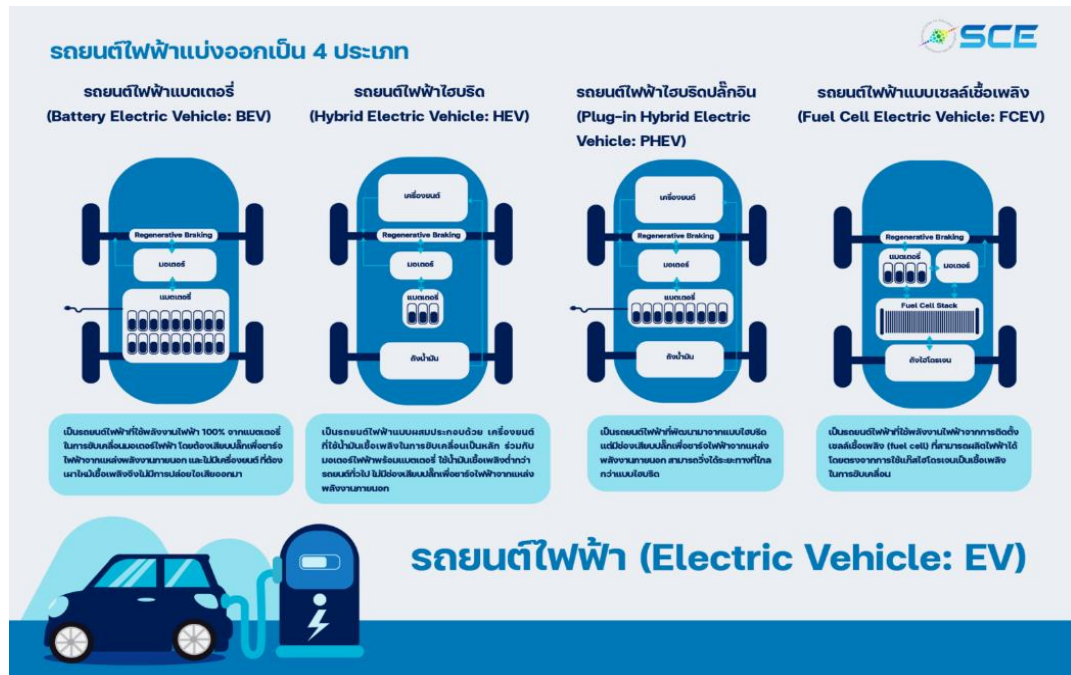 รถยนต์ไฟฟ้าแบ่งออกเป็น 4 ประเภท
SCE
รถยนต์ไฟฟ้าแบตเตอรี่
(Battery Electric Vehicle: BEV)
Regenerative Braking
มอเตอร์
แบตเตอรี่
เป็นรถยนต์ไฟฟ้าที่ใช้พลังงานไฟฟ้า 100% จากแบตเตอรี่
ในการขับเคลื่อนมอเตอร์ไฟฟ้า โดยต้องเสียบปลั๊กเพื่อชาร์จ
ไฟฟ้าจากแหล่งพลังงานภายนอก และไม่มีเครื่องยนต์ ที่ต้อง
เผาไหม้เชื้อเพลิงจึงไม่มีการปล่อยไอเสียออกมา
รถยนต์ไฟฟ้าไฮบริด
(Hybrid Electric Vehicle: HEV)
เครื่องยนต์
Regenerative Braking
มอเตอร์
แบตเตอรี่
ถังน้ำมัน
เป็นรถยนต์ไฟฟ้าแบบผสมประกอบด้วย เครื่องยนต์
ที่ใช้น้ำมันเชื้อเพลิงในการขับเคลื่อนเป็นหลัก ร่วมกับ
มอเตอร์ไฟฟ้าพร้อมแบตเตอรี่ ใช้น้ำมันเชื้อเพลิงต่ำกว่า
รถยนต์ทั่วไป ไม่มีช่องเสียบปลั๊กเพื่อชาร์จไฟฟ้าจากแหล่ง
พลังงานภายนอก
รถยนต์ไฟฟ้าไฮบริดปลั๊กอิน
(Plug-in Hybrid Electric
Vehicle: PHEV)
เครื่องยนต์
Regenerative Braking
มอเตอร์
แบตเตอรี่
ถังน้ำมัน
เป็นรถยนต์ไฟฟ้าที่พัฒนามาจากแบบไฮบริด
แต่มีช่องเสียบปลั๊กเพื่อชาร์จไฟฟ้าจากแหล่ง
พลังงานภายนอก สามารถวิ่งได้ระยะทางที่ไกล
กว่าแบบไฮบริด
รถยนต์ไฟฟ้าแบบเซลล์เชื้อเพลิง
(Fuel Cell Electric Vehicle: FCEV)
Regenerative Braking
แบตเตอรี่
มอเตอร์
Fuel Cell Stack
ถังไฮโดรเจน
เป็นรถยนต์ไฟฟ้าที่ใช้พลังงานไฟฟ้าจากการติดตั้ง
เซลล์เชื้อเพลิง (fuel cell) ที่สามารถผลิตไฟฟ้าได้
โดยตรงจากการใช้แก๊สไฮโดรเจนเป็นเชื้อเพลิง
ในการขับเคลื่อน
รถยนต์ไฟฟ้า (Electric Vehicle: EV)